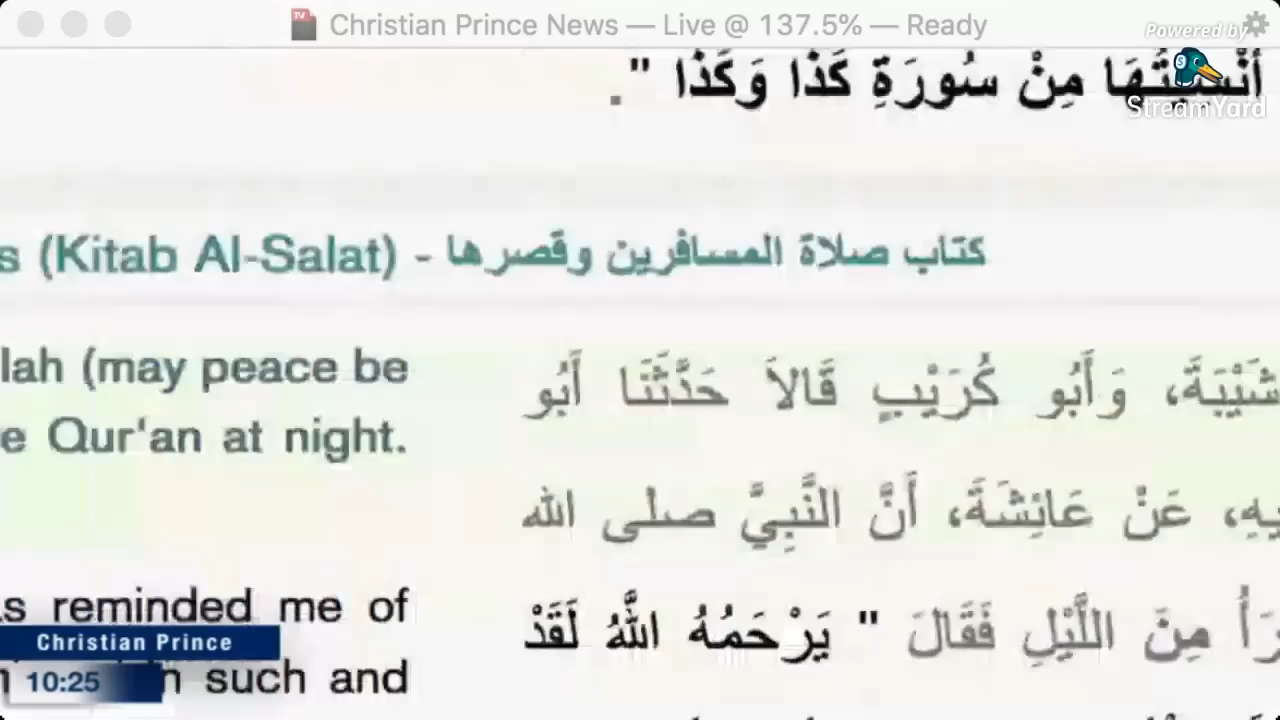 Christian Prince News — Live @ 137.5% — Ready
Powered by
StreamYard
أُنْسِيتُهَا مِنْ سُورَةِ كَذَا وَكَذَا ‏"‏ ‏.‏
s (Kitab Al-Salat) - كتاب صلاة المسافرين وقصرها
lah (may peace be
e Qur'an at night.
شَيْبَةَ، وَأَبُو كُرَيْبٍ قَالاَ حَدَّثَنَا أَبُو
يهِ، عَنْ عَائِشَةَ، أَنَّ النَّبِيَّ صلى الله
رَأُ مِنَ اللَّيْلِ فَقَالَ ‏"‏ يَرْحَمُهُ اللَّهُ لَقَدْ
s reminded me of
n such and
Christian Prince
10:25